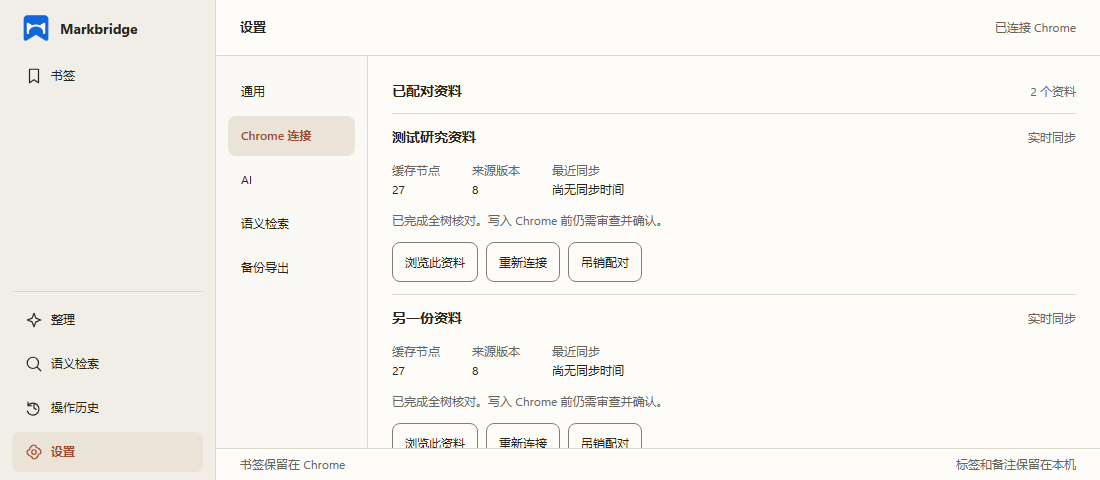 Markbridge
书签
整理
语义检索
操作历史
设置
设置
已连接 Chrome
通用
Chrome 连接
AI
语义检索
备份导出
已配对资料
2 个资料
测试研究资料
实时同步
缓存节点 来源版本 最近同步
27 8 尚无同步时间
已完成全树核对。写入 Chrome 前仍需审查并确认。
浏览此资料 重新连接 吊销配对
另一份资料
实时同步
缓存节点 来源版本 最近同步
27 8 尚无同步时间
已完成全树核对。写入 Chrome 前仍需审查并确认。
浏览此资料 重新连接 吊销配对
书签保留在 Chrome
标签和备注保留在本机